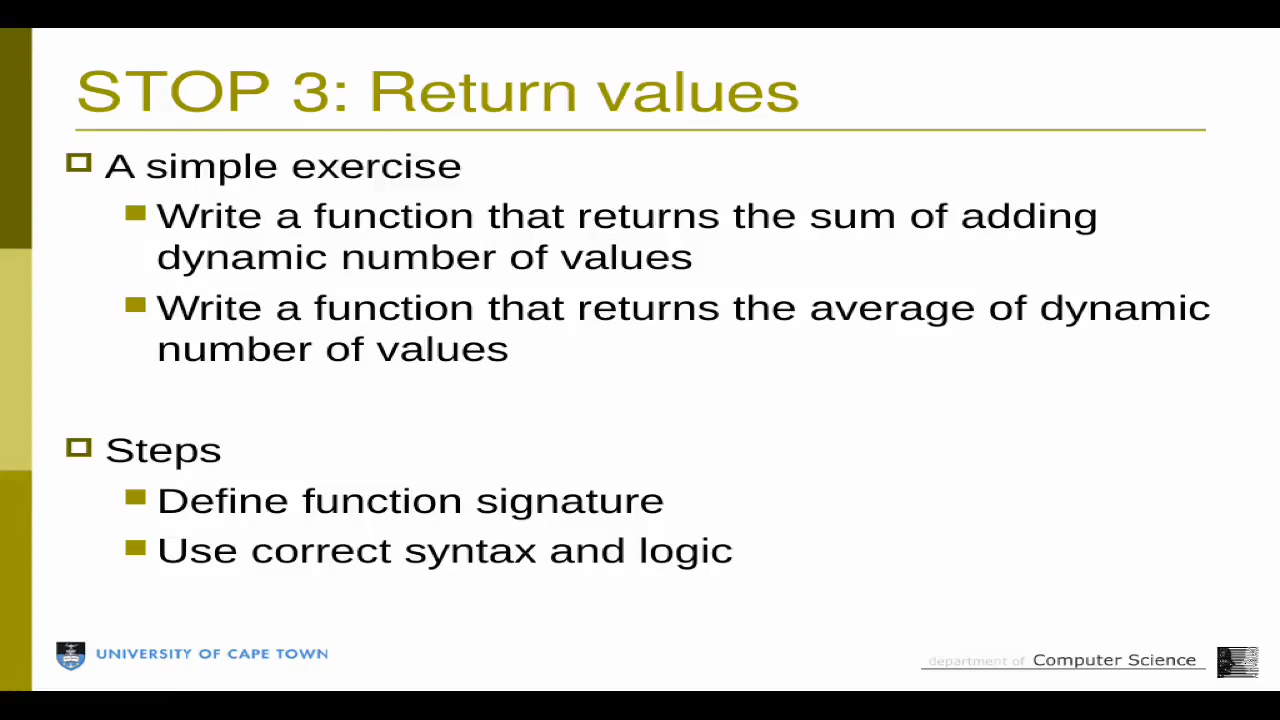 STOP 3: Return values
A simple exercise
Write a function that returns the sum of adding
dynamic number of values
Write a function that returns the average of dynamic
number of values
Steps
Define function signature
Use correct syntax and logic
UNIVERSITY OF CAPE TOWN
department of Computer Science